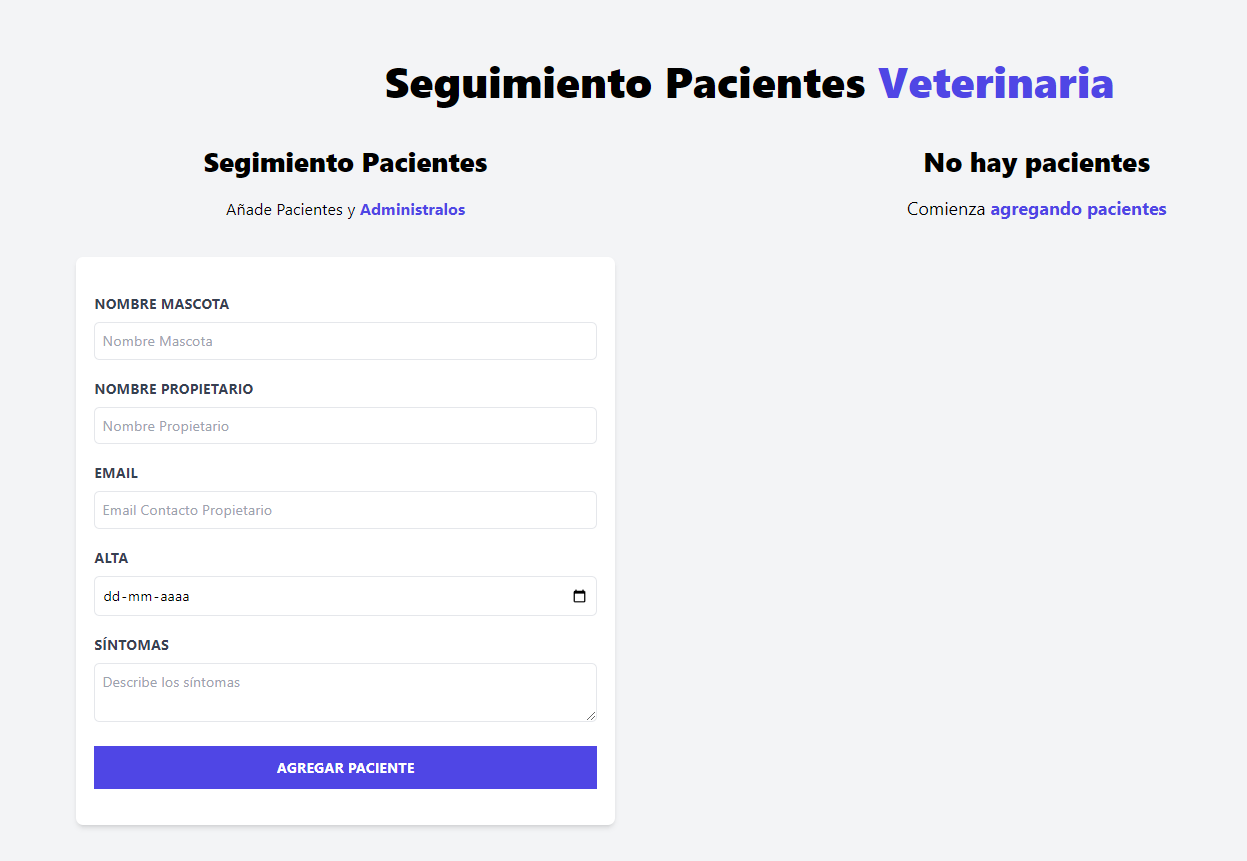 Seguimiento Pacientes Veterinaria
Segimiento Pacientes
Añade Pacientes y Administralos
NOMBRE MASCOTA
Nombre Mascota
NOMBRE PROPIETARIO
Nombre Propietario
EMAIL
Email Contacto Propietario
ALTA
dd-mm-aaaa
SÍNTOMAS
Describe los síntomas
AGREGAR PACIENTE
No hay pacientes
Comienza agregando pacientes